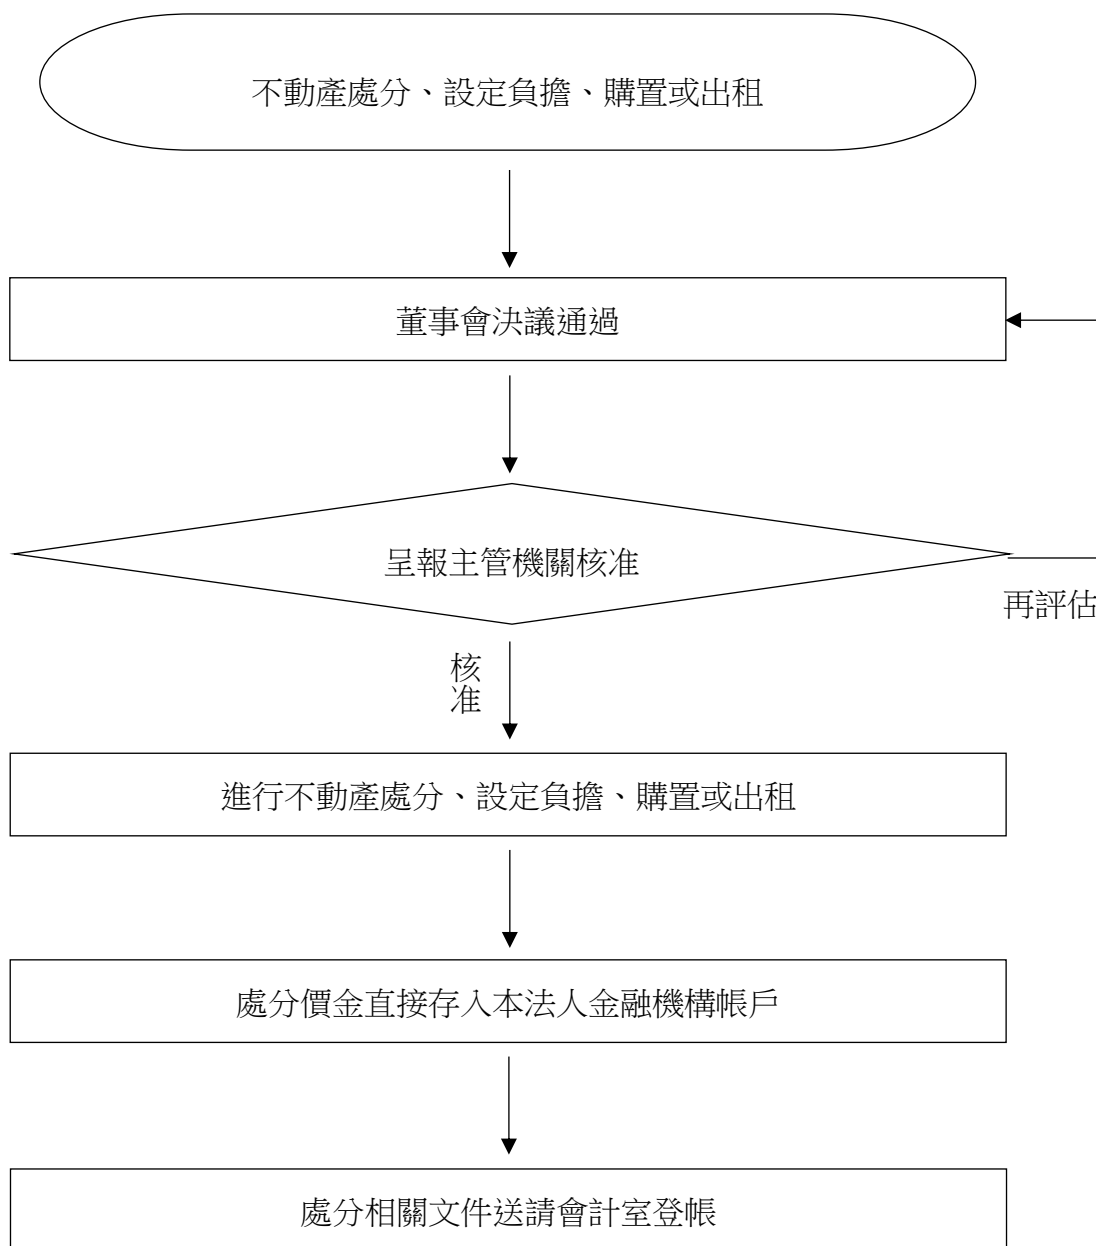 不動產處分、設定負擔、購置或出租
董事會決議通過
呈報主管機關核准
再評估
核准
進行不動產處分、設定負擔、購置或出租
處分價金直接存入本法人金融機構帳戶
處分相關文件送請會計室登帳